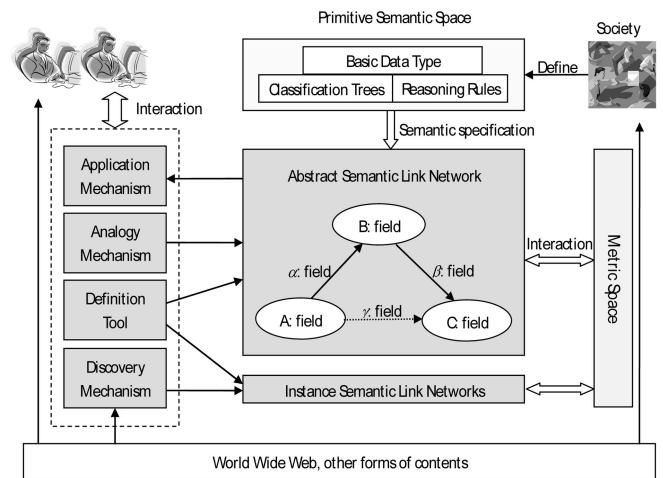 Primitive Semantic Space
Society
Basic Data Type
Classification Trees
Reasoning Rules
Define
Interaction
Semantic specification
Application
Mechanism
Analogy
Mechanism
Definition
Tool
Discovery
Mechanism
Abstract Semantic Link Network
B: field
α: field
β: field
A: field
γ: field
C: field
Interaction
Metric Space
Instance Semantic Link Networks
World Wide Web, other forms of contents